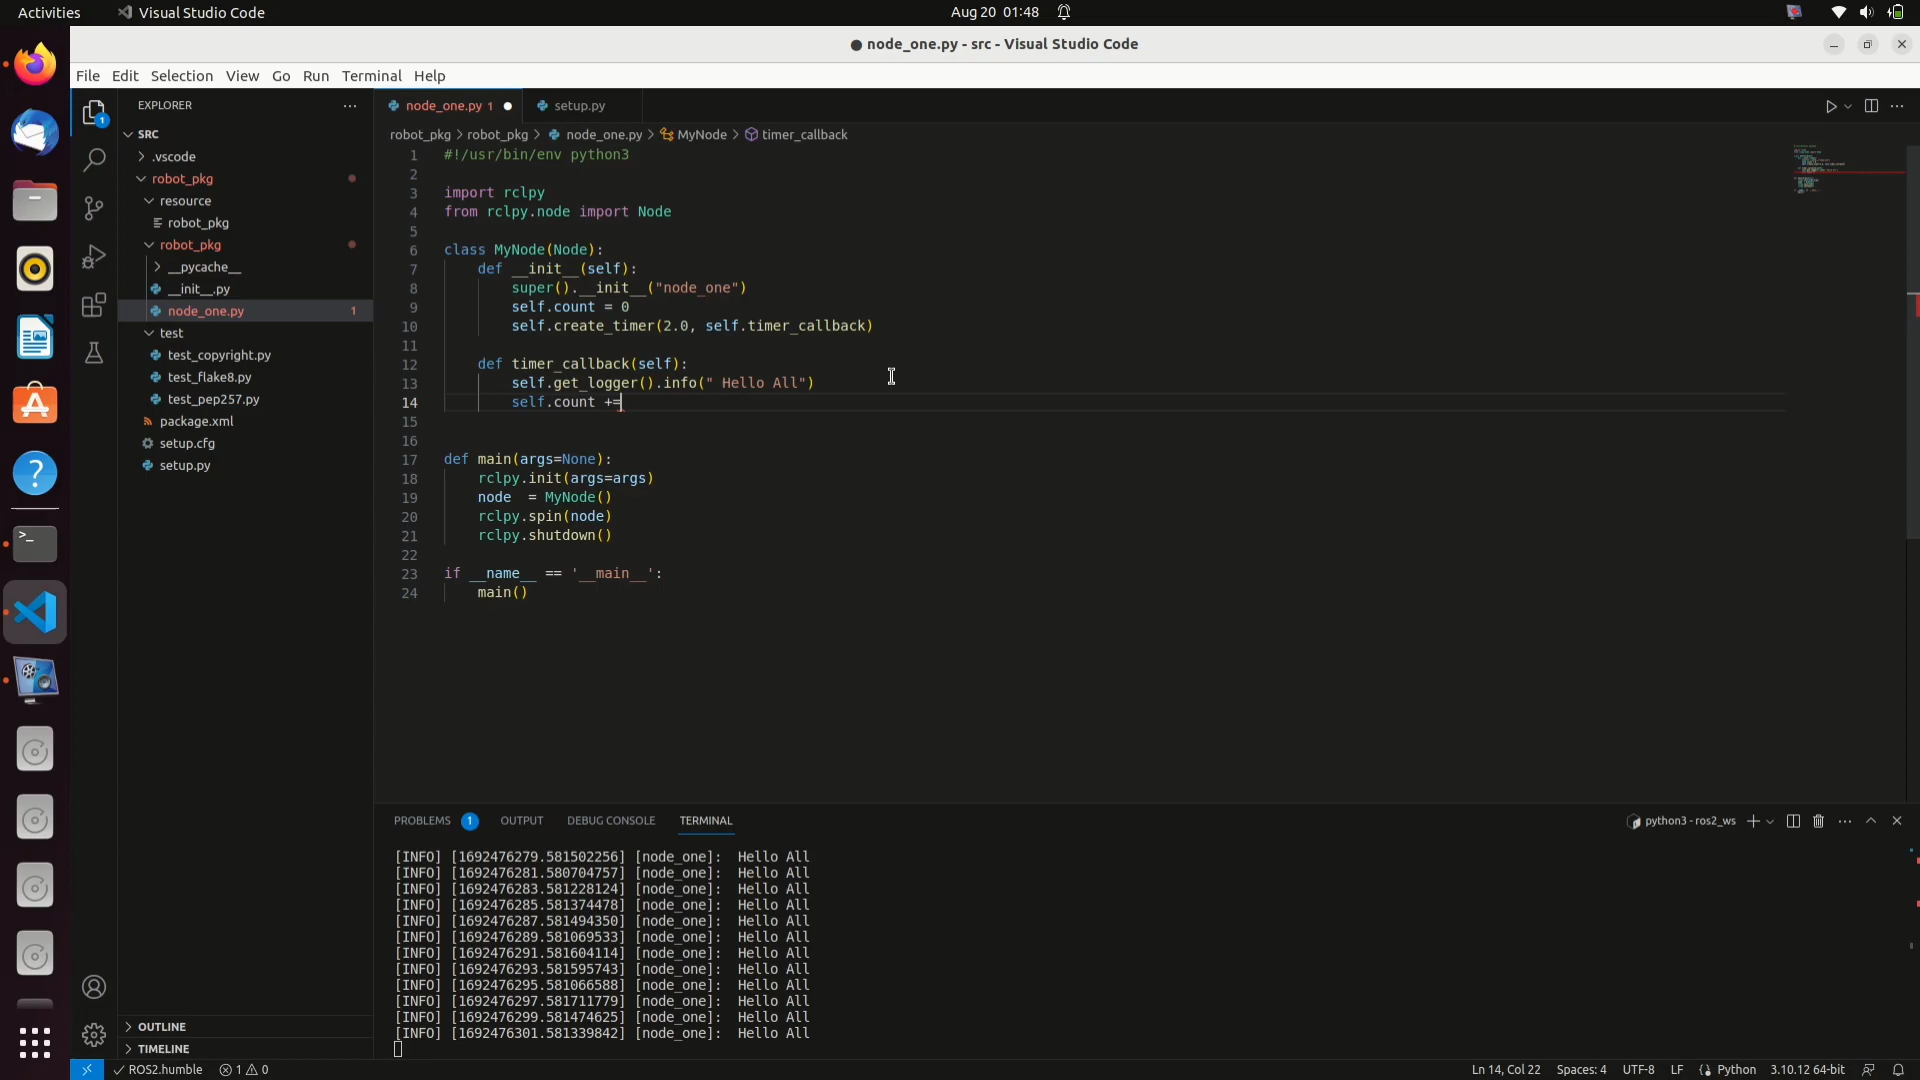 Activities Visual Studio Code Aug 20 01:48
● node_one.py - src - Visual Studio Code
File Edit Selection View Go Run Terminal Help
EXPLORER
SRC
.vscode
robot_pkg
resource
robot_pkg
robot_pkg
__pycache__
__init__.py
node_one.py 1
test
test_copyright.py
test_flake8.py
test_pep257.py
package.xml
setup.cfg
setup.py
OUTLINE
TIMELINE
1
node_one.py 1 ● setup.py
robot_pkg > robot_pkg > node_one.py > MyNode > timer_callback
1 #!/usr/bin/env python3
2
3 import rclpy
4 from rclpy.node import Node
5
6 class MyNode(Node):
7     def __init__(self):
8         super().__init__("node_one")
9         self.count = 0
10         self.create_timer(2.0, self.timer_callback)
11
12     def timer_callback(self):
13         self.get_logger().info(" Hello All")
14         self.count +=
15
16
17 def main(args=None):
18     rclpy.init(args=args)
19     node  = MyNode()
20     rclpy.spin(node)
21     rclpy.shutdown()
22
23 if __name__ == '__main__':
24     main()
PROBLEMS 1 OUTPUT DEBUG CONSOLE TERMINAL python3 - ros2_ws
[INFO] [1692476279.581502256] [node_one]:  Hello All
[INFO] [1692476281.580704757] [node_one]:  Hello All
[INFO] [1692476283.581228124] [node_one]:  Hello All
[INFO] [1692476285.581374478] [node_one]:  Hello All
[INFO] [1692476287.581494350] [node_one]:  Hello All
[INFO] [1692476289.581069533] [node_one]:  Hello All
[INFO] [1692476291.581604114] [node_one]:  Hello All
[INFO] [1692476293.581595743] [node_one]:  Hello All
[INFO] [1692476295.581066588] [node_one]:  Hello All
[INFO] [1692476297.581711779] [node_one]:  Hello All
[INFO] [1692476299.581474625] [node_one]:  Hello All
[INFO] [1692476301.581339842] [node_one]:  Hello All
ROS2.humble 1 0 Ln 14, Col 22 Spaces: 4 UTF-8 LF Python 3.10.12 64-bit